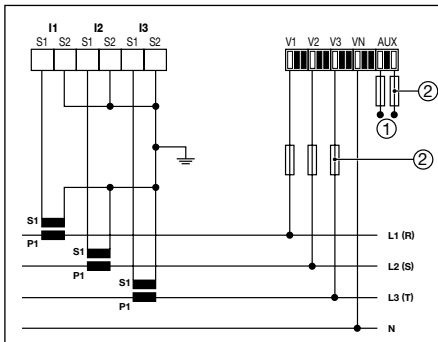 I1 I2 I3
S1 S2 S1 S2 S1 S2
V1 V2 V3 VN AUX
2
1
2
S1
P1
L1 (R)
S1
P1
L2 (S)
S1
P1
L3 (T)
N